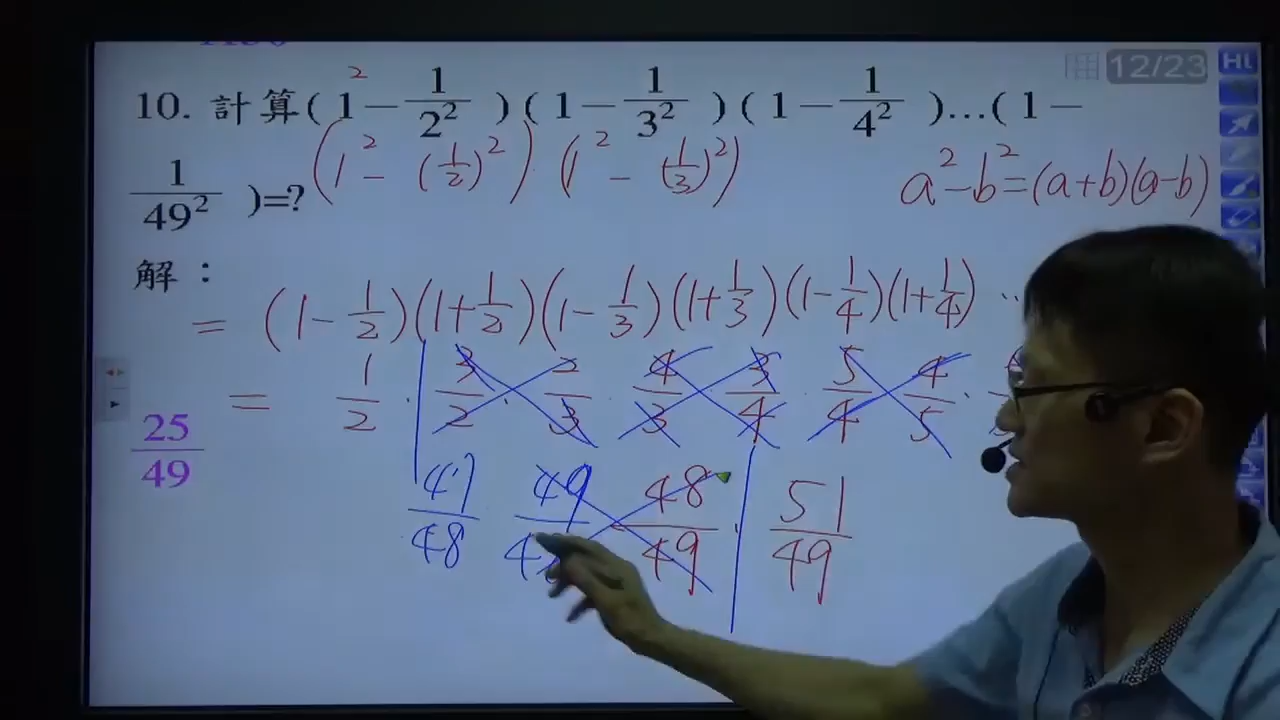 12/23
10. 計算(1²-1/2²)(1-1/3²)(1-1/4²)...(1-
1/49²)=?
(1²-(1/2)²)(1²-(1/3)²)
a²-b²=(a+b)(a-b)
解：
=(1-1/2)(1+1/2)(1-1/3)(1+1/3)(1-1/4)(1+1/4)..
=1/2·3/2·2/3·4/3·3/4·5/4·4/5·
25/49
47/48 49/48 48/49·51/49